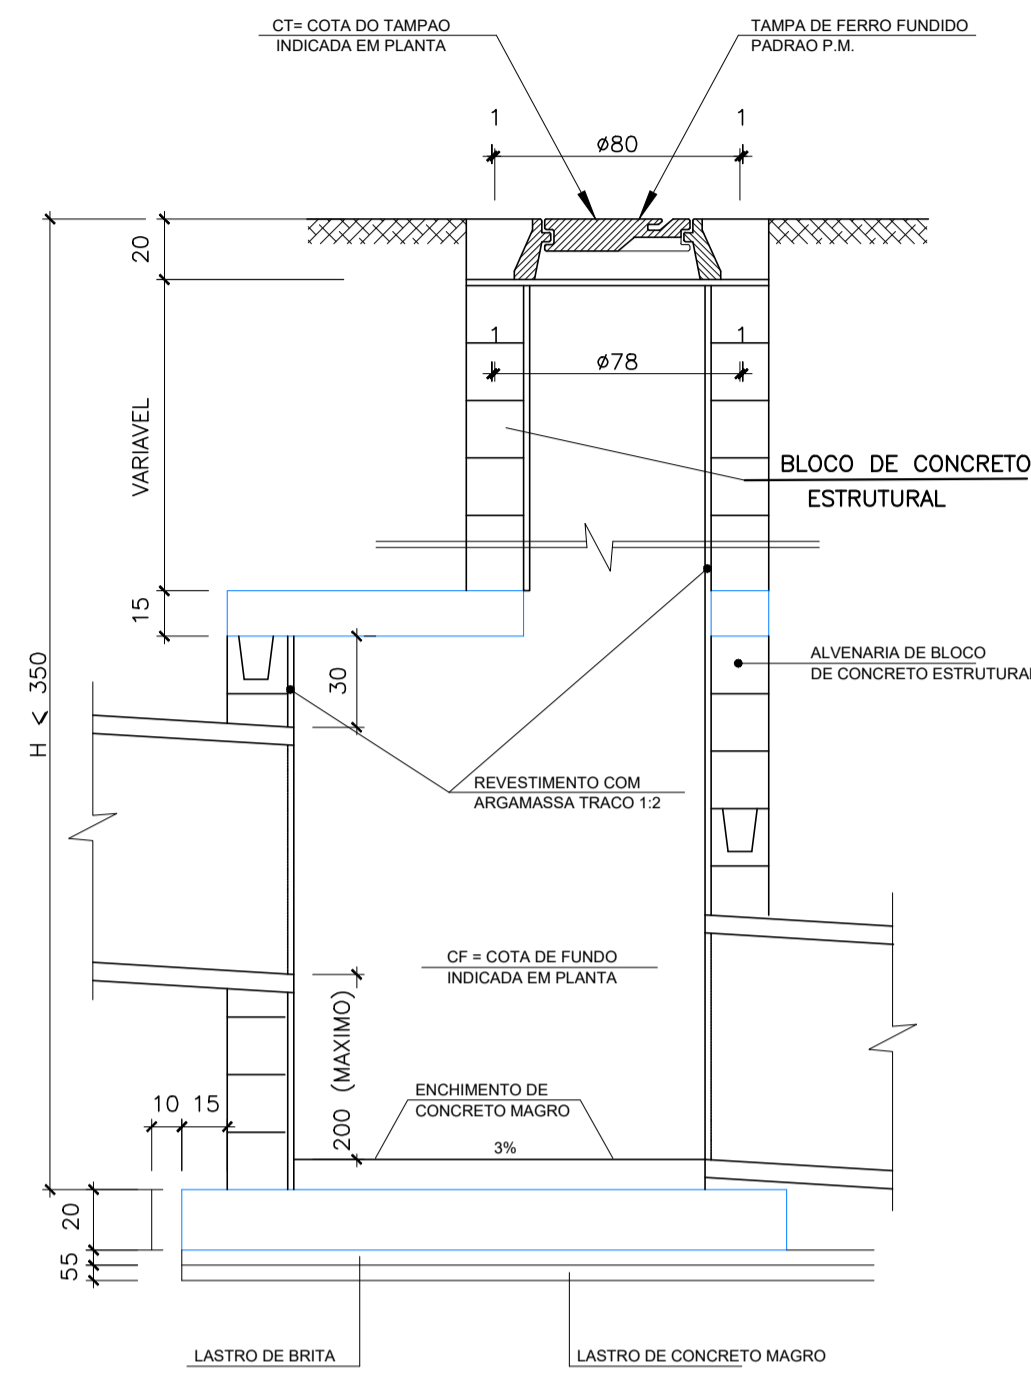 CT= COTA DO TAMPAO
INDICADA EM PLANTA
TAMPA DE FERRO FUNDIDO
PADRAO P.M.
1
1
ø80
20
1
1
ø78
VARIAVEL
BLOCO DE CONCRETO
ESTRUTURAL
15
H < 350
30
ALVENARIA DE BLOCO
DE CONCRETO ESTRUTURAL
REVESTIMENTO COM
ARGAMASSA TRACO 1:2
CF = COTA DE FUNDO
INDICADA EM PLANTA
200 (MAXIMO)
ENCHIMENTO DE
CONCRETO MAGRO
3%
10
15
20
55
LASTRO DE BRITA
LASTRO DE CONCRETO MAGRO